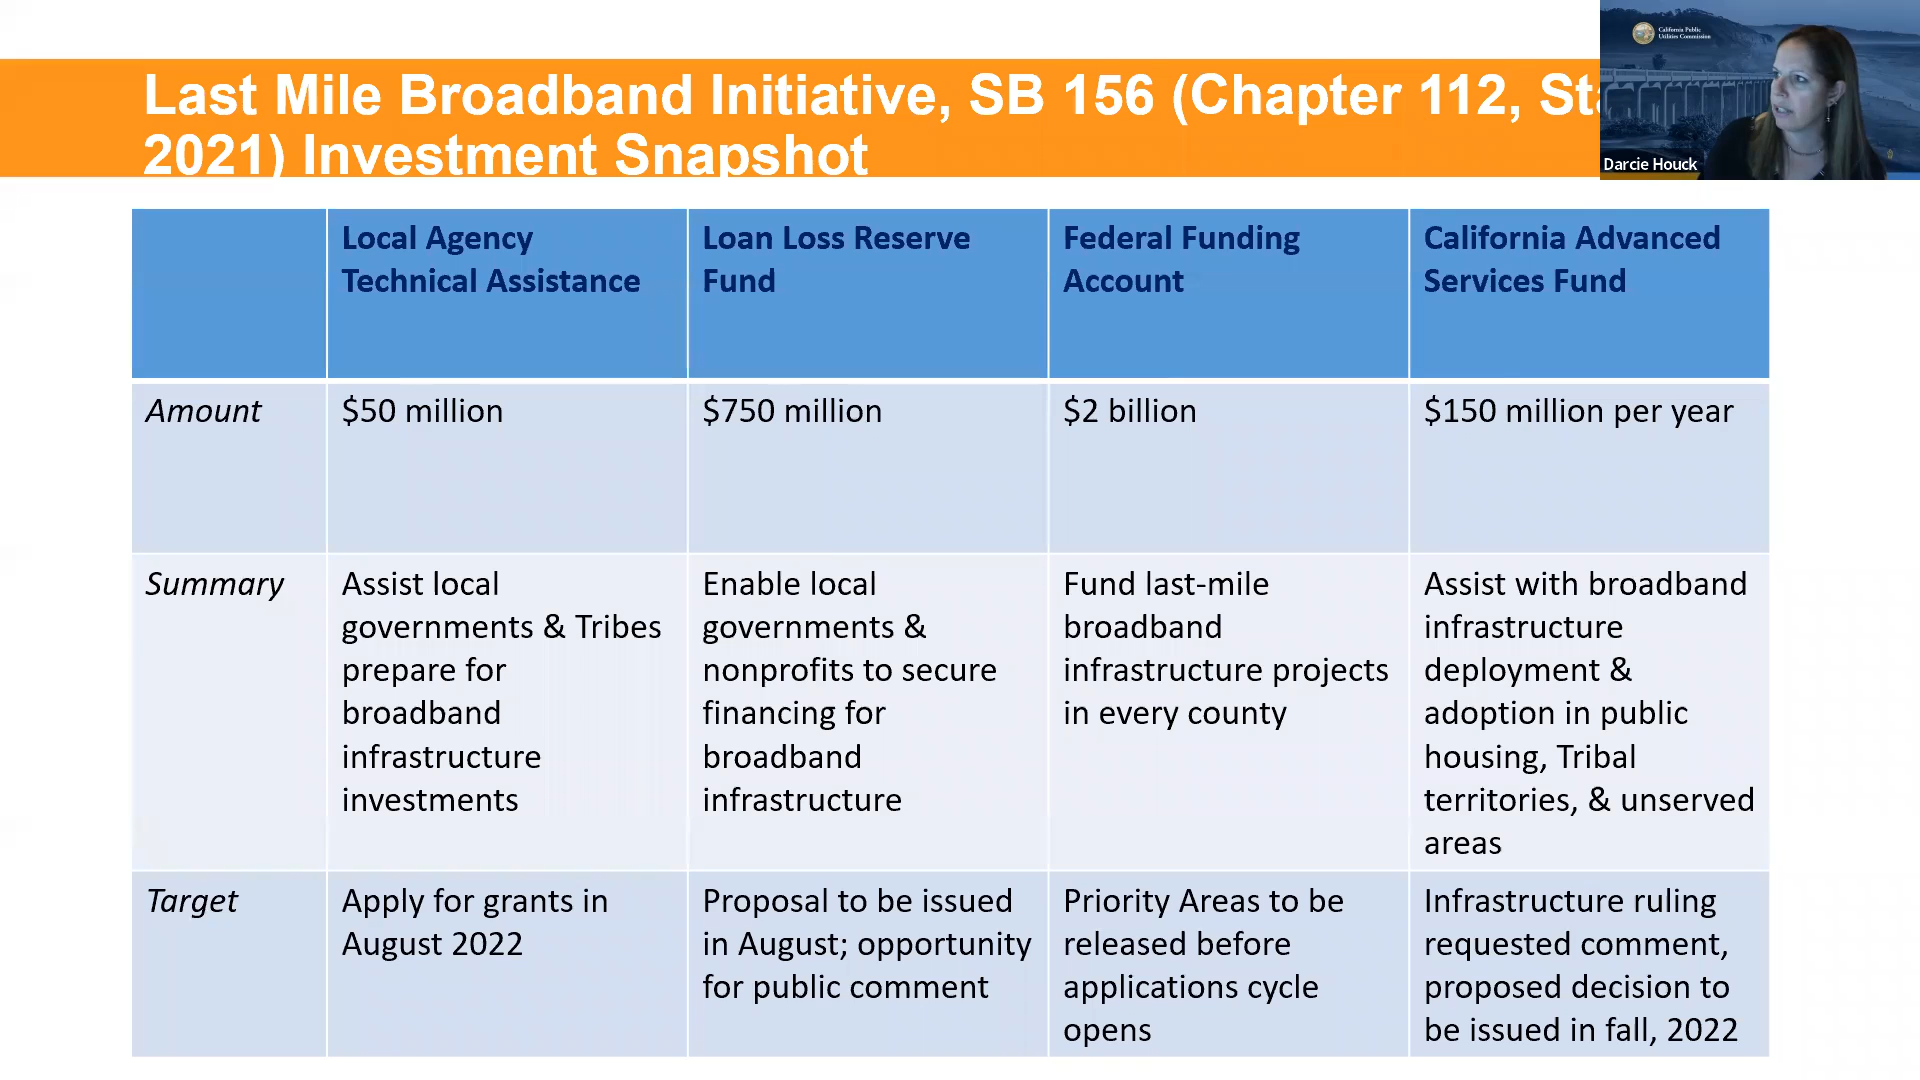 California Public
Utilities Commission
Last Mile Broadband Initiative, SB 156 (Chapter 112,
2021) Investment Snapshot
Darcie Houck
Local Agency
Technical Assistance
Loan Loss Reserve
Fund
Federal Funding
Account
California Advanced
Services Fund
Amount
$50 million
$750 million
$2 billion
$150 million per year
Summary
Assist local
governments & Tribes
prepare for
broadband
infrastructure
investments
Enable local
governments &
nonprofits to secure
financing for
broadband
infrastructure
Fund last-mile
broadband
infrastructure projects
in every county
Assist with broadband
infrastructure
deployment &
adoption in public
housing, Tribal
territories, & unserved
areas
Target
Apply for grants in
August 2022
Proposal to be issued
in August; opportunity
for public comment
Priority Areas to be
released before
applications cycle
opens
Infrastructure ruling
requested comment,
proposed decision to
be issued in fall, 2022